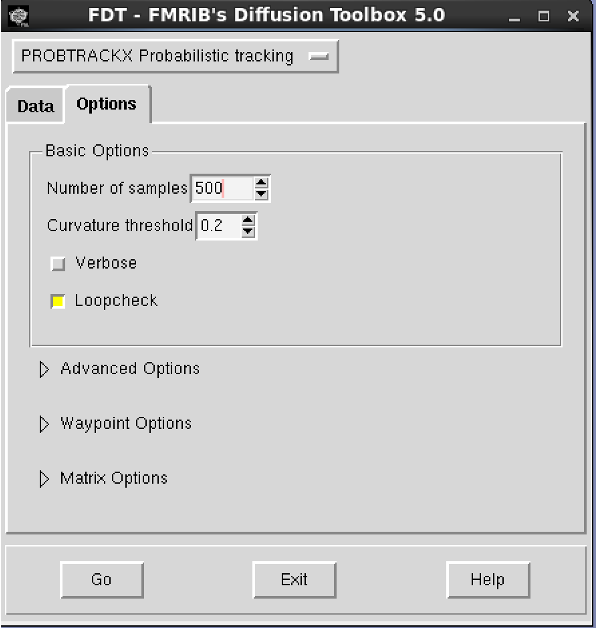 FDT - FMRIB's Diffusion Toolbox 5.0
PROBTRACKX Probabilistic tracking
Data Options
Basic Options
Number of samples 500
Curvature threshold 0.2
Verbose
Loopcheck
Advanced Options
Waypoint Options
Matrix Options
Go Exit Help